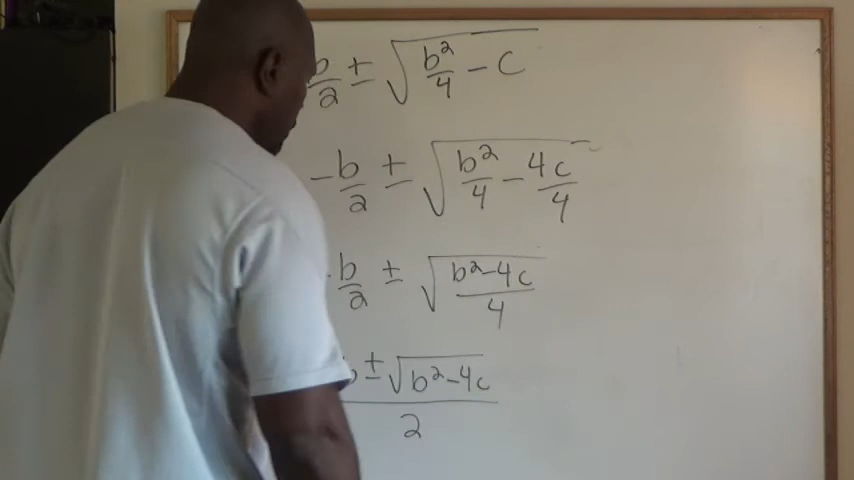 b/2 ± √(b²/4 - c)
-b/2 ± √(b²/4 - 4c/4)
-b/2 ± √((b²-4c)/4)
b ± √(b²-4c) / 2